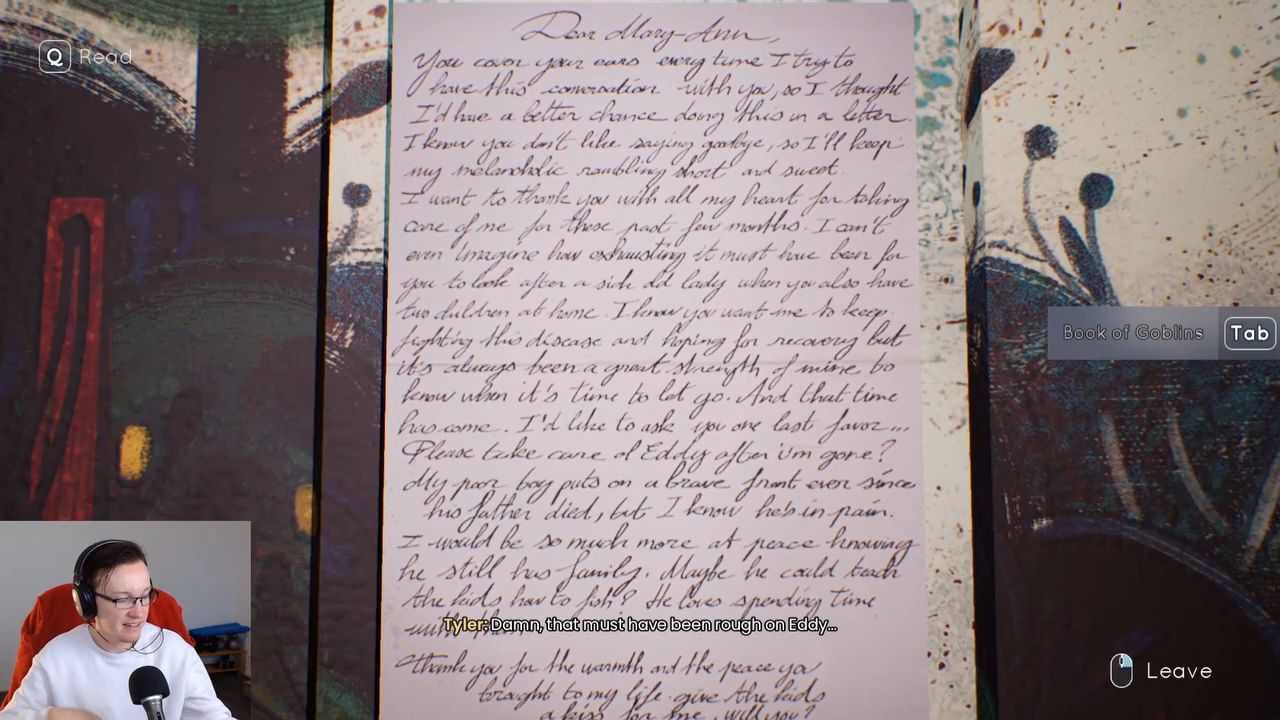 Q Read
Dear Mary-Ann,
You cover your ears every time I try to
have this conversation with you, so I thought
I'd have a better chance doing this in a letter.
I know you don't like saying goodbye, so I'll keep
my melancholic rambling short and sweet.
I want to thank you with all my heart for taking
care of me for these past few months. I can't
even imagine how exhausting it must have been for
you to look after a sick old lady when you also have
two children at home. I know you want me to keep
fighting this disease and hoping for recovery but
it's always been a great strength of mine to
know when it's time to let go. And that time
has come. I'd like to ask you one last favor...
Please take care of Eddy after i'm gone?
My poor boy puts on a brave front ever since
his father died, but I know he's in pain.
I would be so much more at peace knowing
he still has family. Maybe he could teach
the kids how to fish? He loves spending time
with them.
Tyler: Damn, that must have been rough on Eddy...
thank you for the warmth and the peace you
brought to my life. give the kids
a kiss for me, will you?
Book of Goblins Tab
Leave